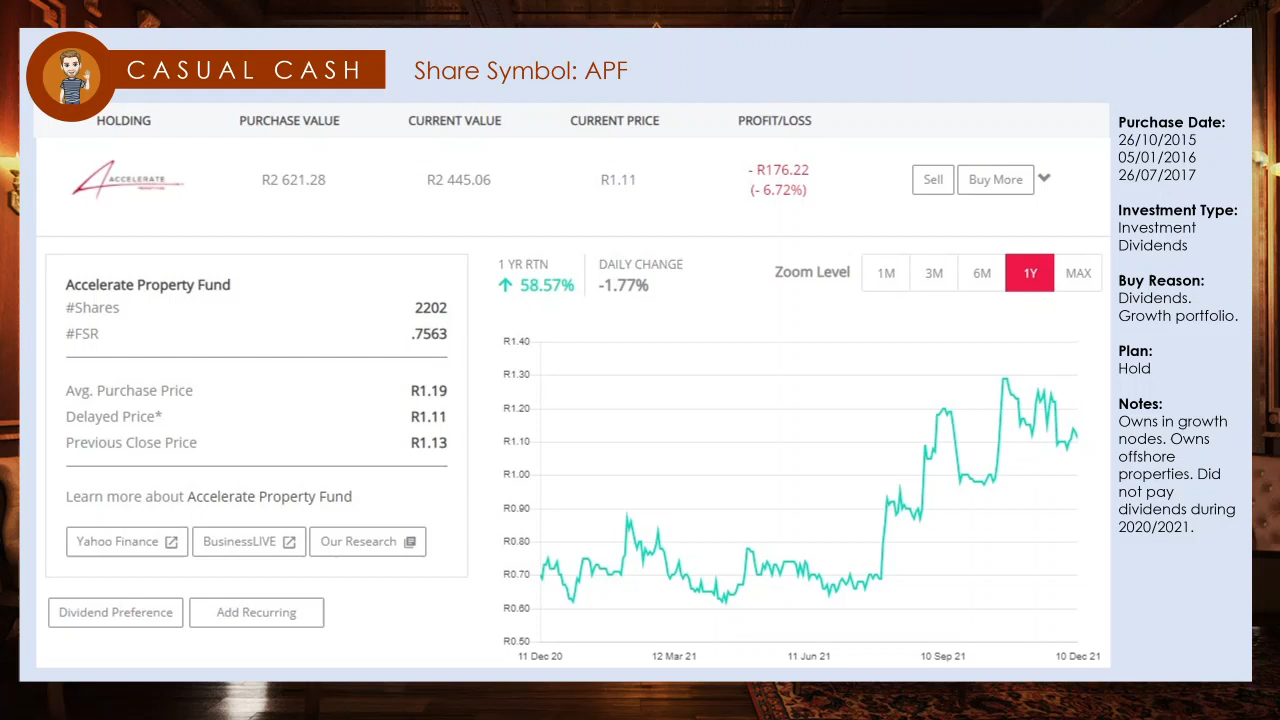 CASUAL CASH
Share Symbol: APF
HOLDING PURCHASE VALUE CURRENT VALUE CURRENT PRICE PROFIT/LOSS
ACCELERATE
R2 621.28 R2 445.06 R1.11
- R176.22
(- 6.72%)
Sell Buy More
Accelerate Property Fund
#Shares 2202
#FSR .7563
Avg. Purchase Price R1.19
Delayed Price* R1.11
Previous Close Price R1.13
Learn more about Accelerate Property Fund
Yahoo Finance BusinessLIVE Our Research
Dividend Preference Add Recurring
1 YR RTN DAILY CHANGE
58.57% -1.77%
Zoom Level 1M 3M 6M 1Y MAX
R1.40
R1.30
R1.20
R1.10
R1.00
R0.90
R0.80
R0.70
R0.60
R0.50
11 Dec 20 12 Mar 21 11 Jun 21 10 Sep 21 10 Dec 21
Purchase Date:
26/10/2015
05/01/2016
26/07/2017
Investment Type:
Investment
Dividends
Buy Reason:
Dividends.
Growth portfolio.
Plan:
Hold
Notes:
Owns in growth
nodes. Owns
offshore
properties. Did
not pay
dividends during
2020/2021.